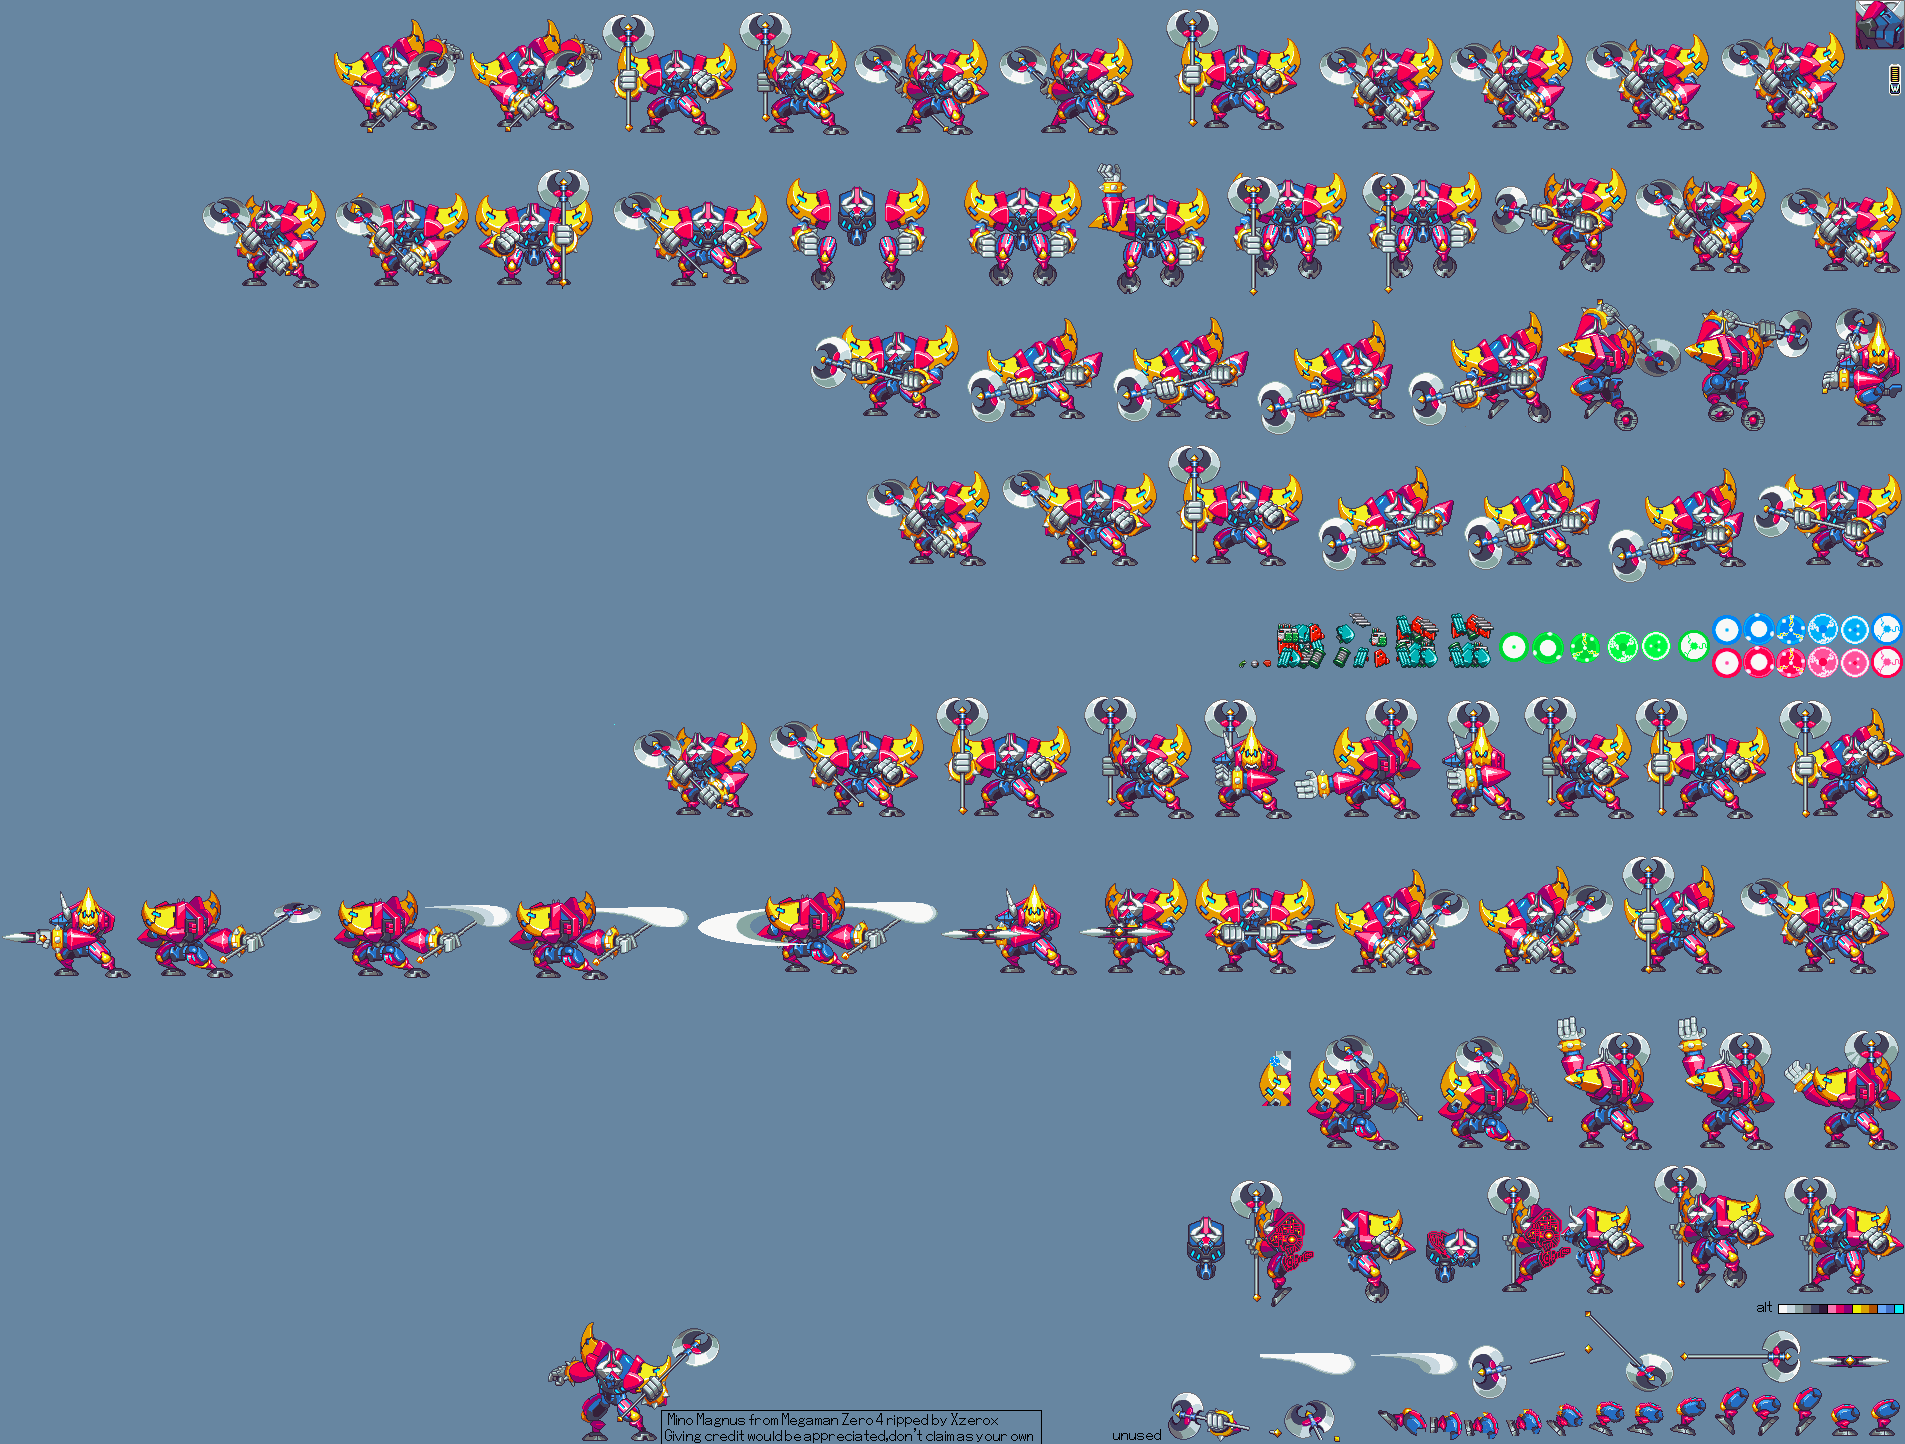 W
alt
Mino Magnus from Megaman Zero 4 ripped by Xzerox
Giving credit would be appreciated,don't claim as your own
unused